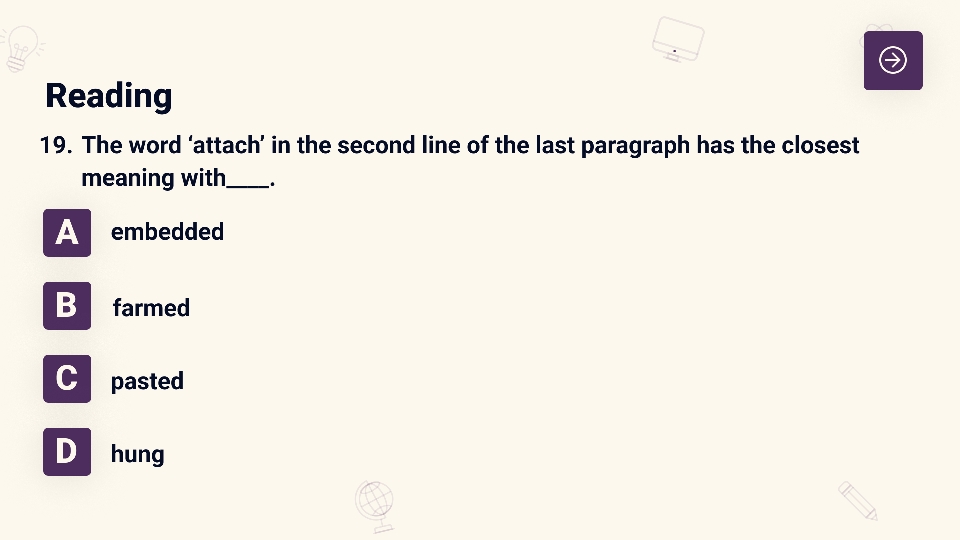 Reading
19. The word ‘attach’ in the second line of the last paragraph has the closest
meaning with____.
A embedded
B farmed
C pasted
D hung